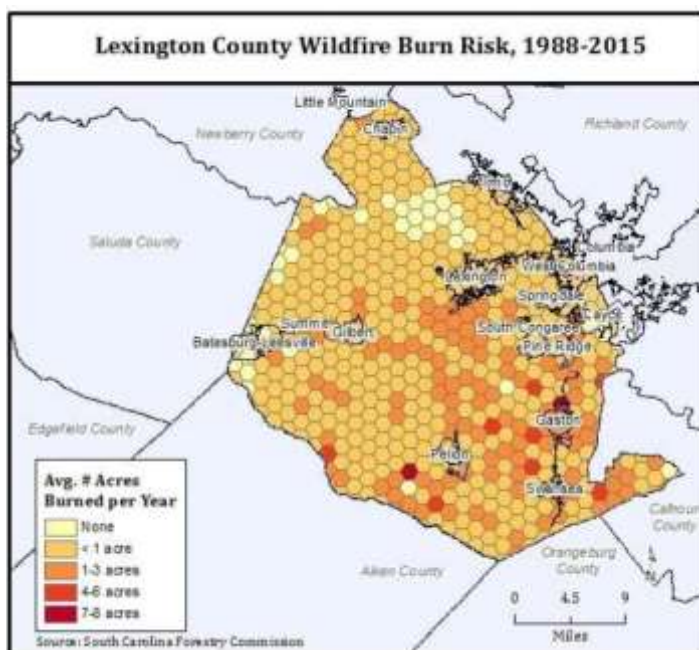 Lexington County Wildfire Burn Risk, 1988-2015
Little Mountain
Chapin
Newberry County
Richland County
Saluda County
Columbia
West Columbia
Lexington
Springdale
Cayce
Summit
Gilbert
South Congaree
Batesburg-Leesville
Pine Ridge
Edgefield County
Gaston
Pelion
Swansea
Calhoun
County
Orangeburg
County
Aiken County
N
Avg. # Acres
Burned per Year
None
< 1 acre
1-3 acres
4-6 acres
7-8 acres
0 4.5 9
Miles
Source: South Carolina Forestry Commission